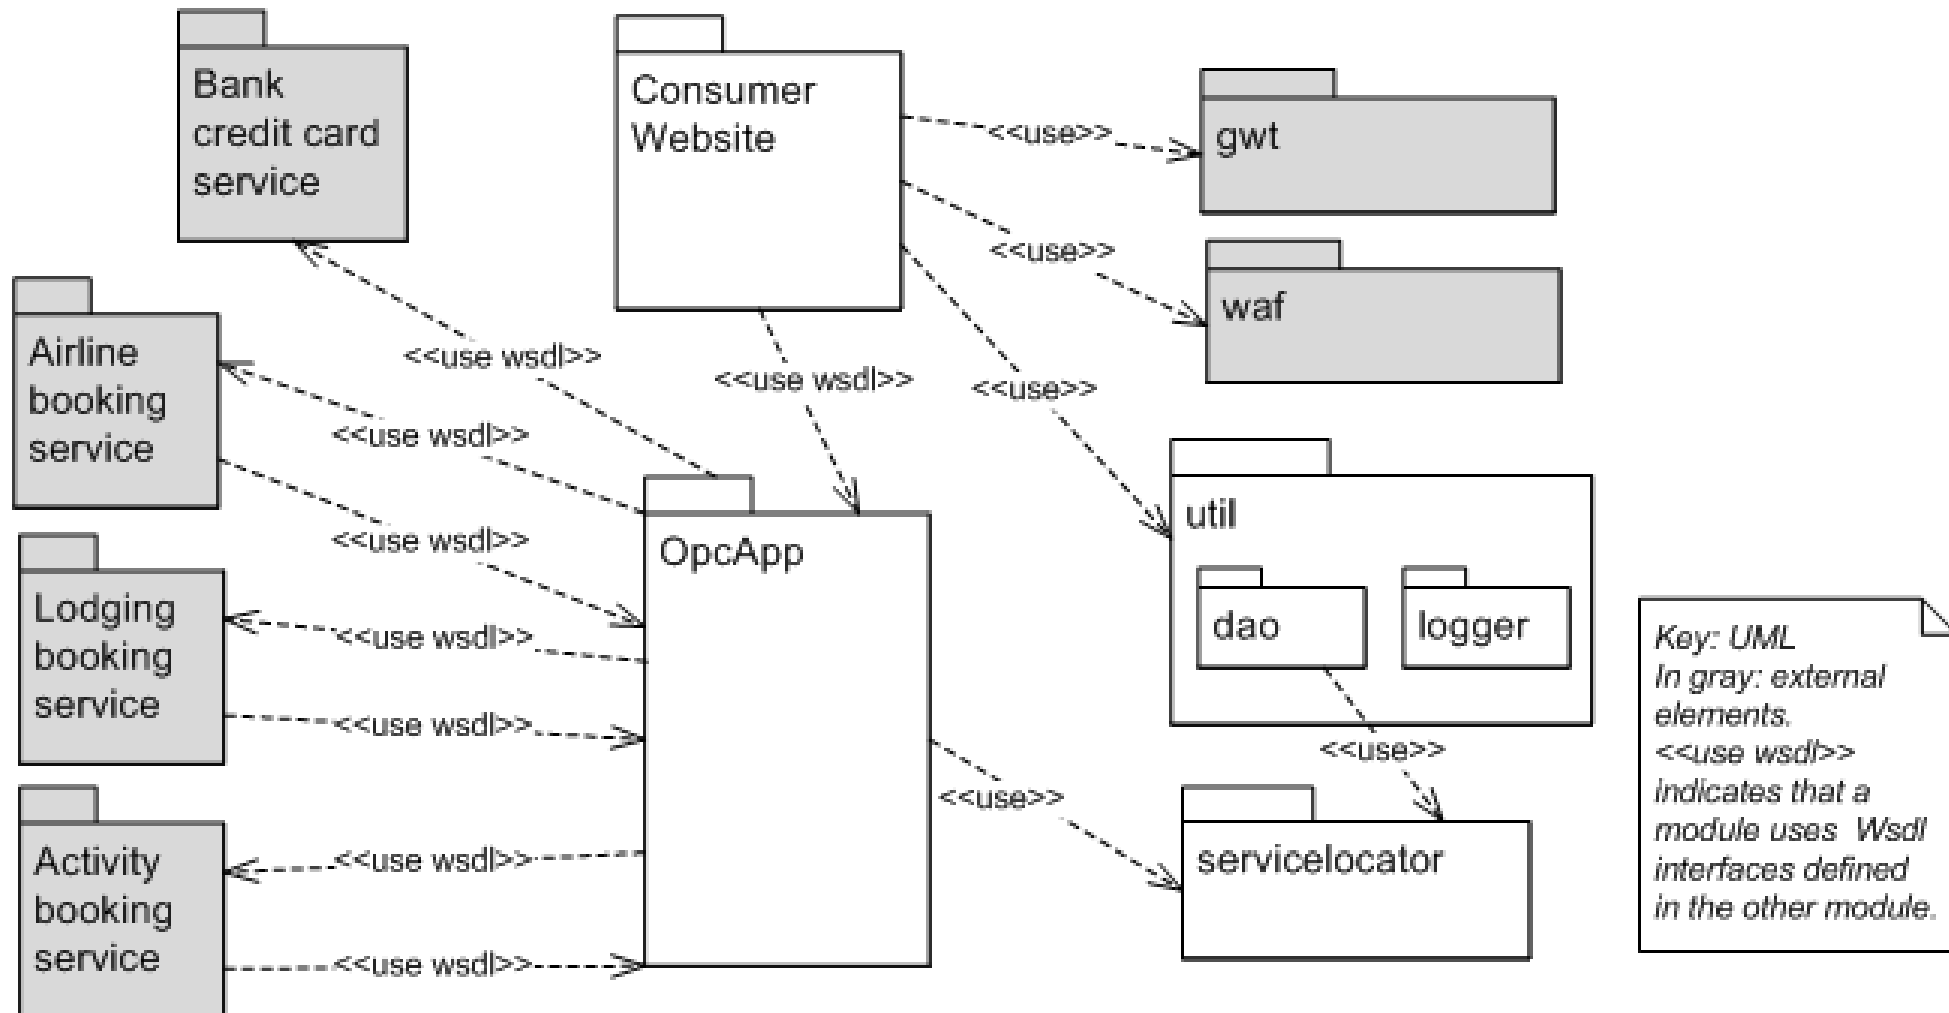 Bank
credit card
service
Consumer
Website
<<use>>
gwt
<<use>>
waf
Airline
booking
service
<<use wsdl>>
<<use wsdl>>
<<use>>
<<use wsdl>>
<<use wsdl>>
OpcApp
util
dao
logger
Lodging
booking
service
<<use wsdl>>
<<use wsdl>>
<<use>>
<<use>>
servicelocator
Activity
booking
service
<<use wsdl>>
<<use wsdl>>
Key: UML
In gray: external
elements.
<<use wsdl>>
indicates that a
module uses Wsdl
interfaces defined
in the other module.